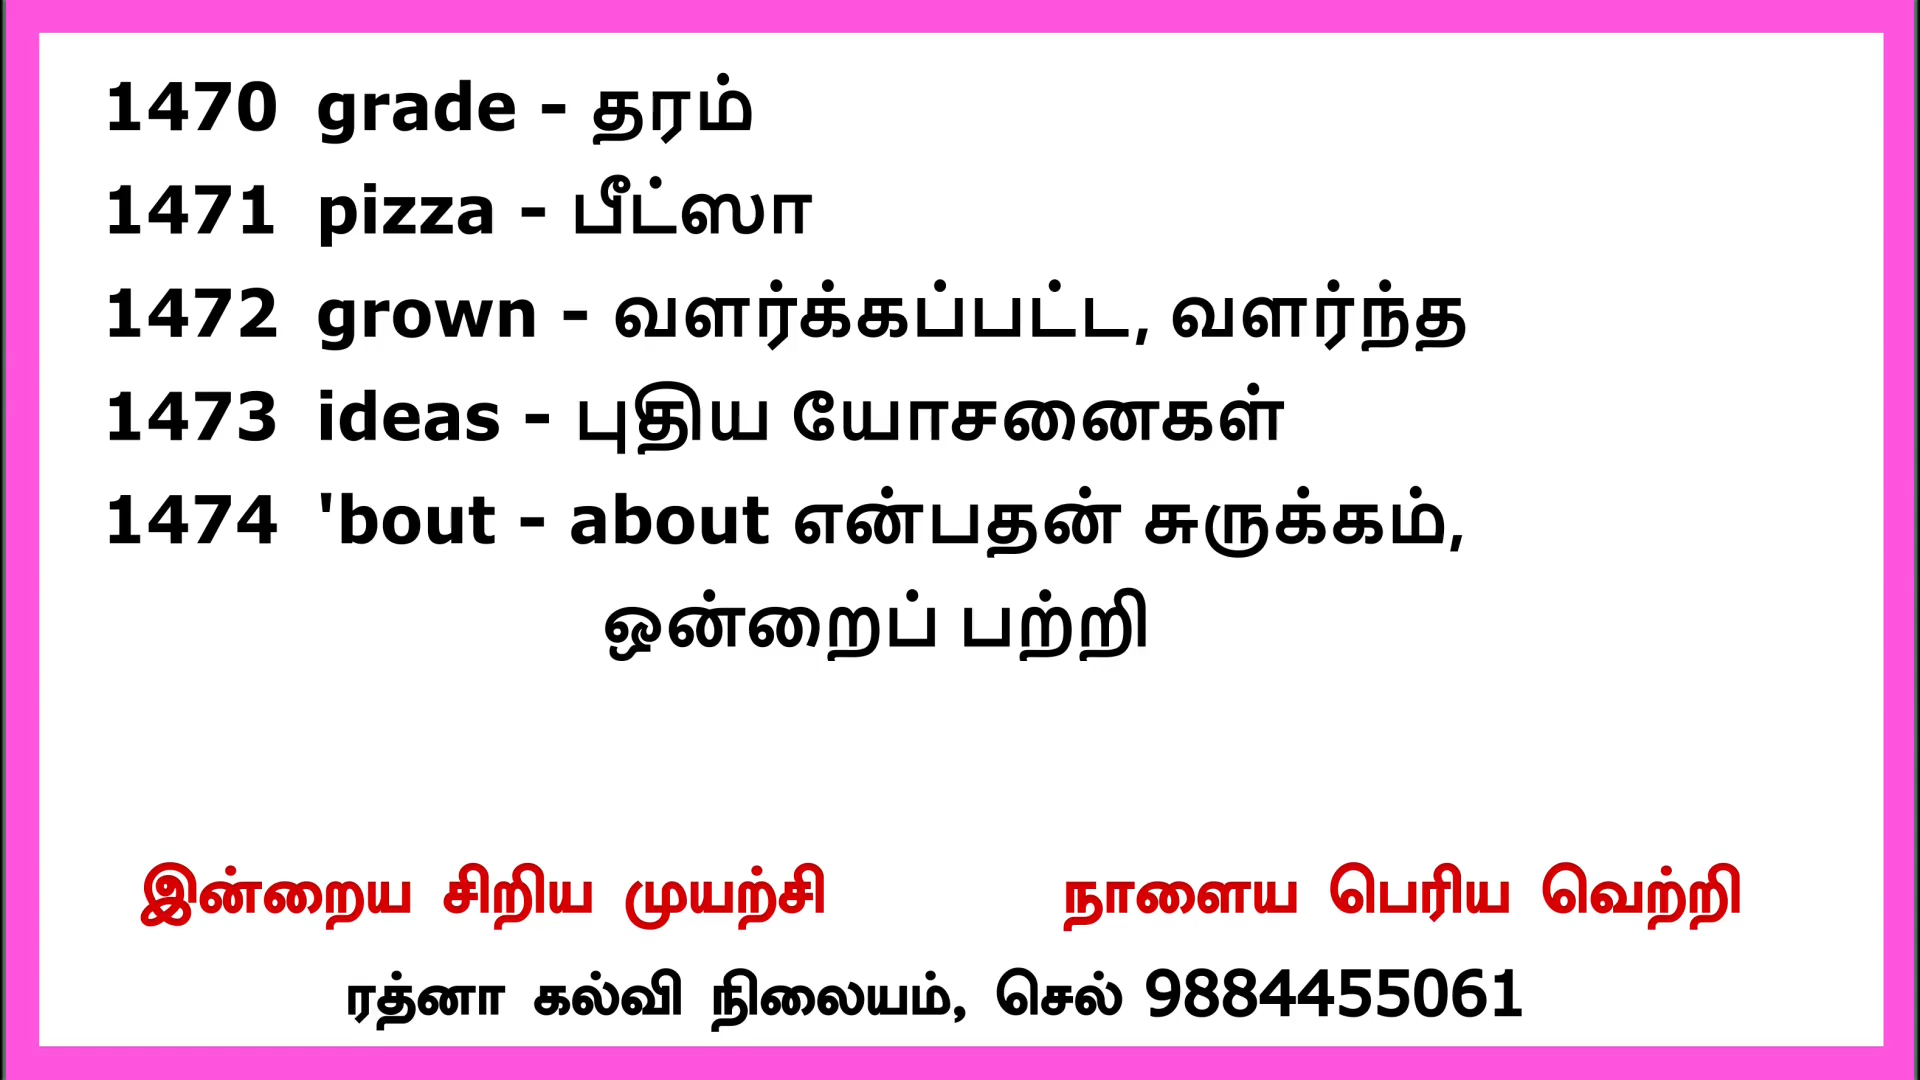 1470 grade - தரம்
1471 pizza - பீட்ஸா
1472 grown - வளர்க்கப்பட்ட, வளர்ந்த
1473 ideas - புதிய யோசனைகள்
1474 'bout - about என்பதன் சுருக்கம்,
ஒன்றைப் பற்றி
இன்றைய சிறிய முயற்சி நாளைய பெரிய வெற்றி
ரத்னா கல்வி நிலையம், செல் 9884455061